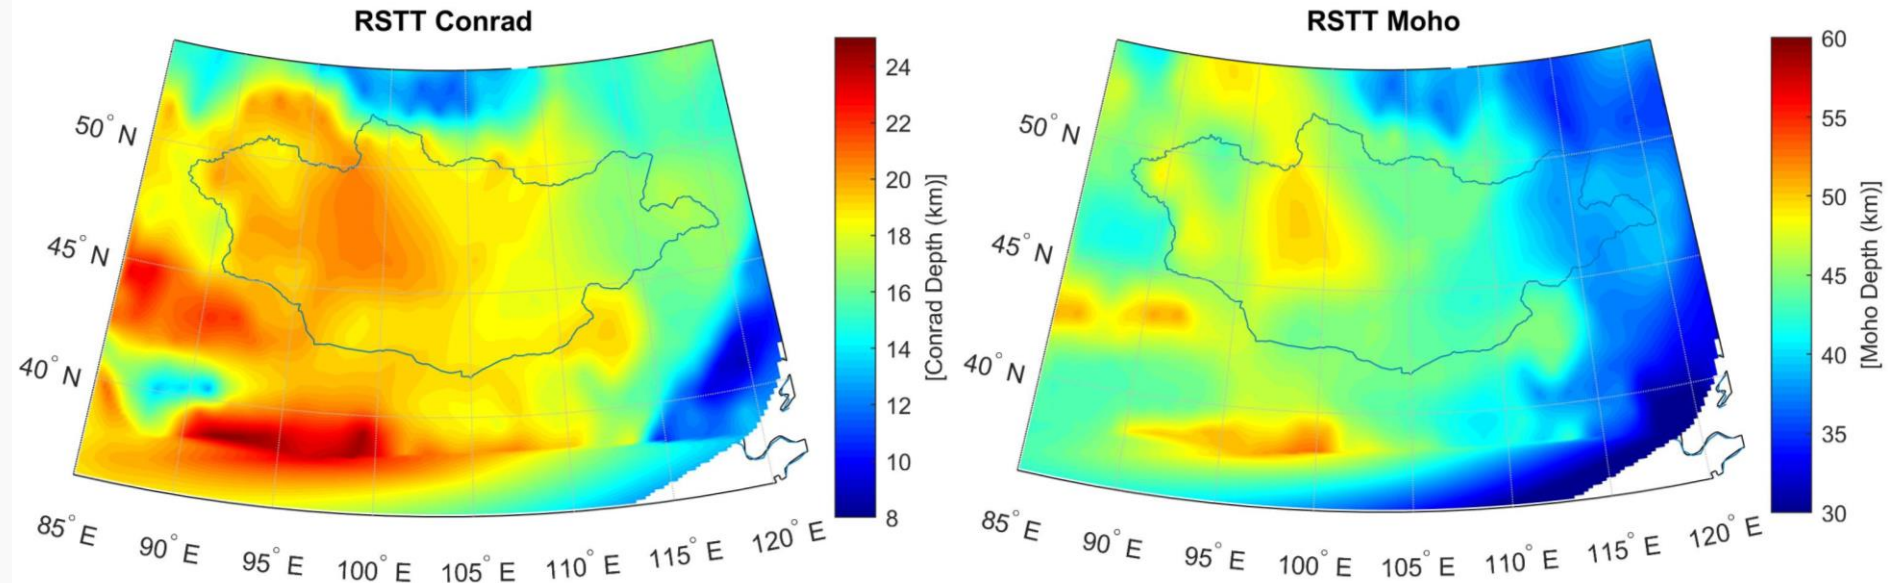 RSTT Conrad
50° N
45° N
40° N
85° E
90° E
95° E
100° E
105° E
110° E
115° E
120° E
24
22
20
18
16
14
12
10
8
[Conrad Depth (km)]
RSTT Moho
50° N
45° N
40° N
85° E
90° E
95° E
100° E
105° E
110° E
115° E
120° E
60
55
50
45
40
35
30
[Moho Depth (km)]